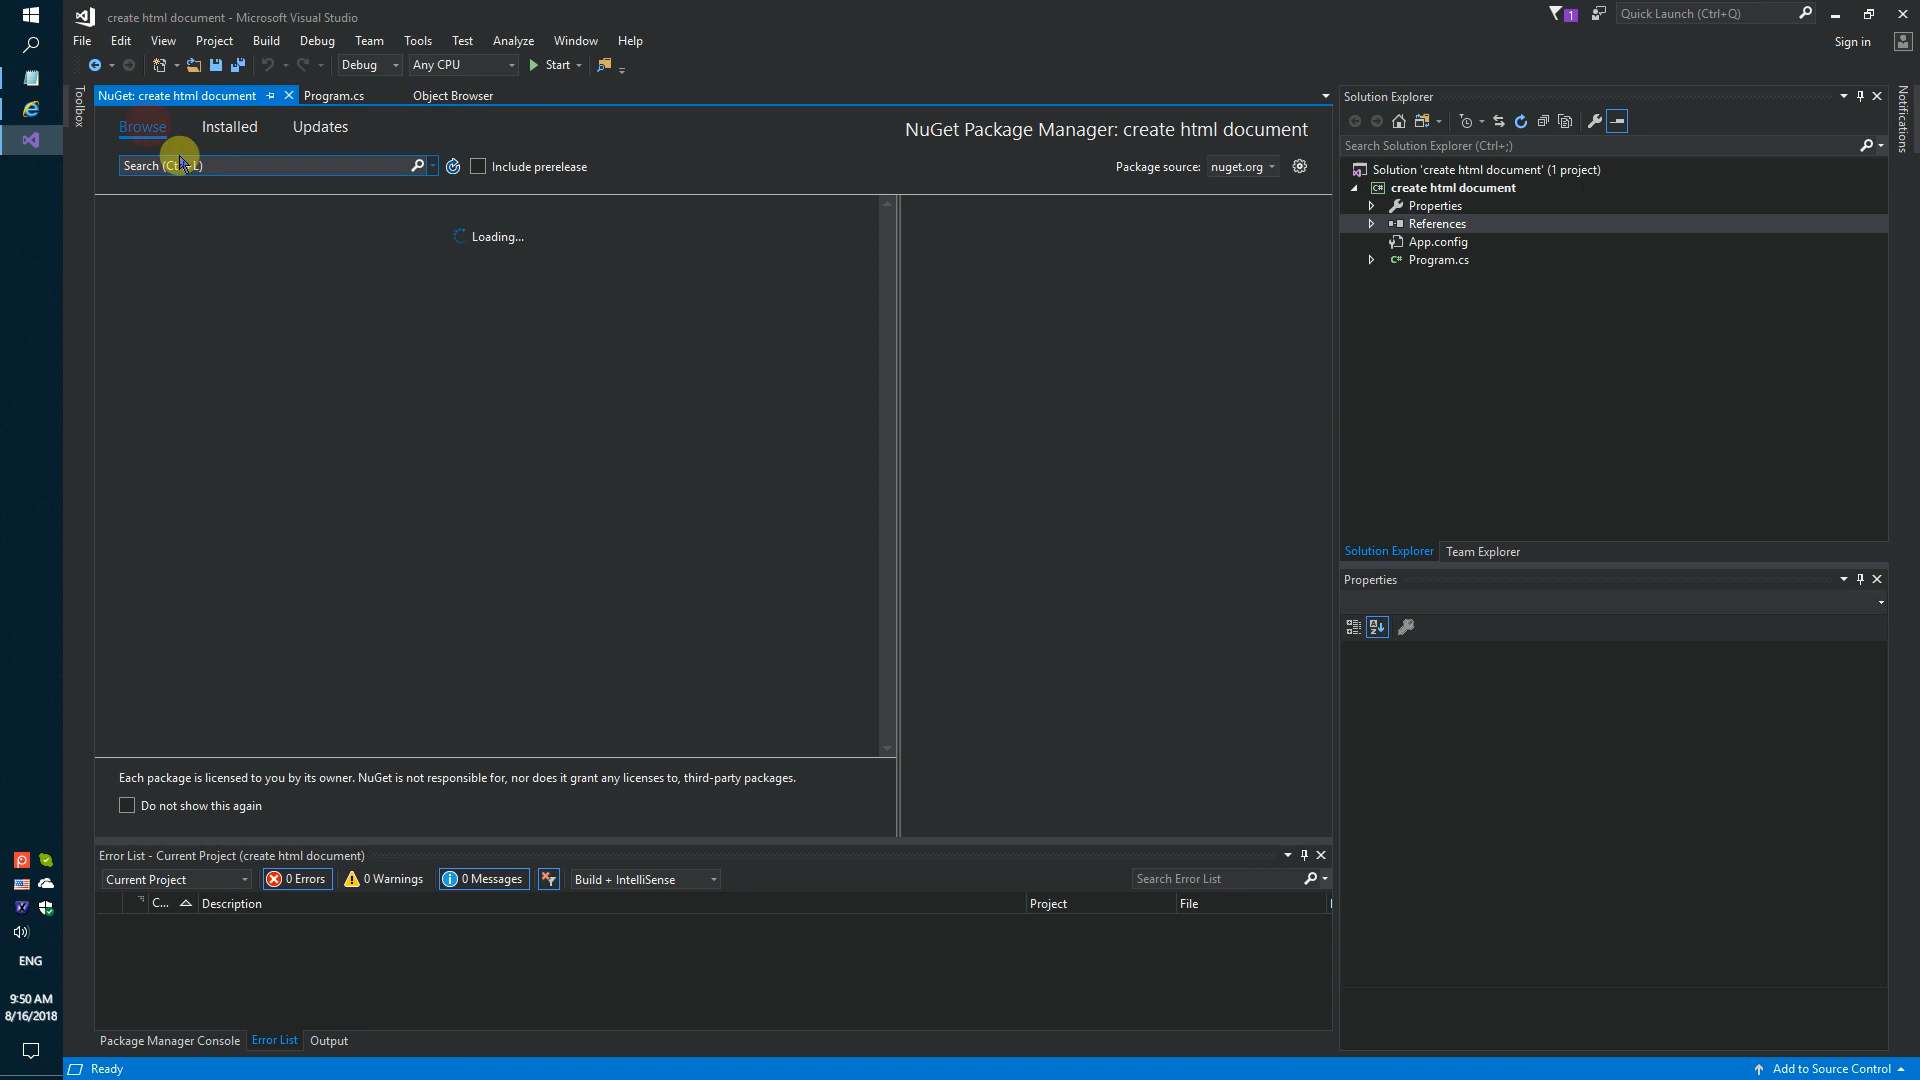 create html document - Microsoft Visual Studio
1
Quick Launch (Ctrl+Q)
File Edit View Project Build Debug Team Tools Test Analyze Window Help
Sign in
Debug Any CPU Start
Toolbox
NuGet: create html document Program.cs Object Browser
Browse Installed Updates
NuGet Package Manager: create html document
Search (Ctrl+L)
Include prerelease
Package source: nuget.org
Loading...
Each package is licensed to you by its owner. NuGet is not responsible for, nor does it grant any licenses to, third-party packages.
Do not show this again
Error List - Current Project (create html document)
Current Project 0 Errors 0 Warnings 0 Messages Build + IntelliSense Search Error List
C... Description Project File
Package Manager Console Error List Output
Solution Explorer
Search Solution Explorer (Ctrl+;)
Solution 'create html document' (1 project)
C# create html document
Properties
References
App.config
C# Program.cs
Solution Explorer Team Explorer
Properties
Notifications
ENG
9:50 AM
8/16/2018
Ready
Add to Source Control